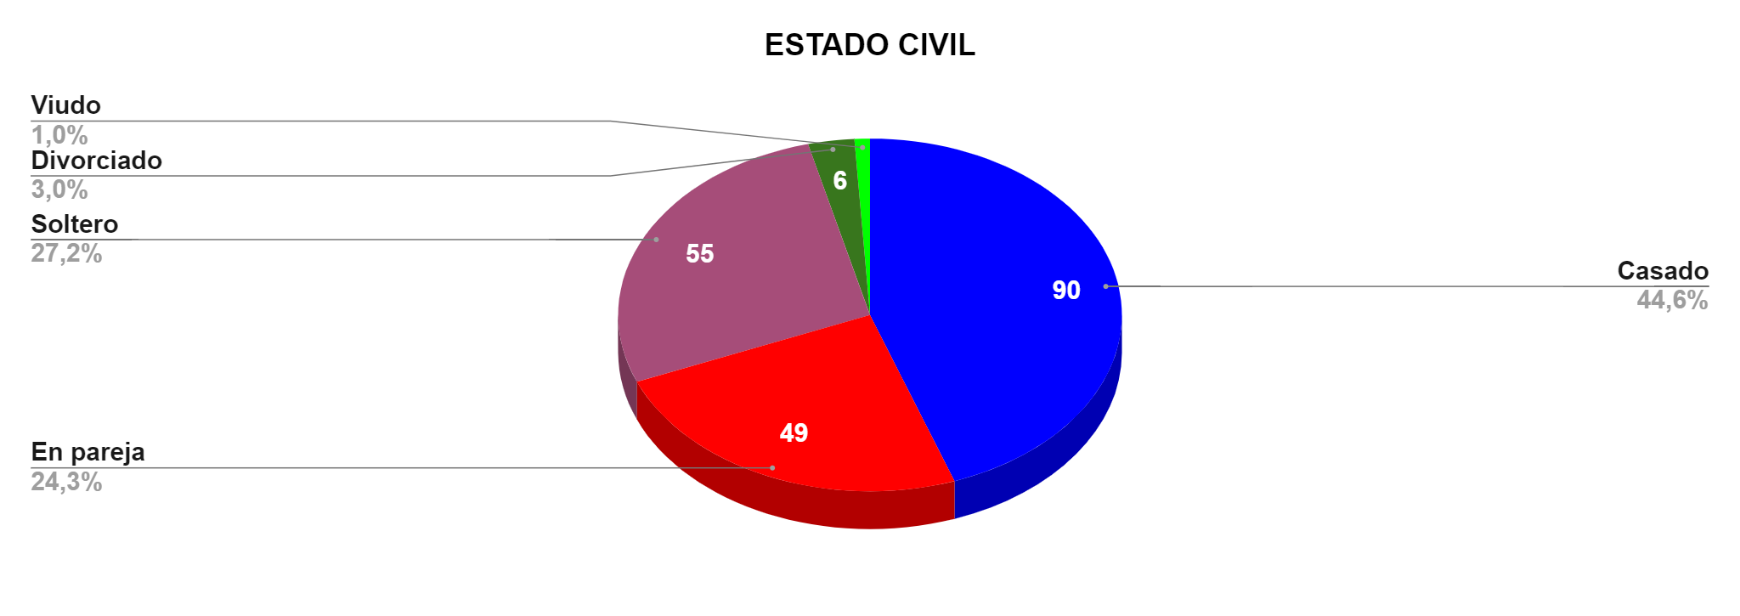 ESTADO CIVIL
Viudo
1,0%
Divorciado
3,0%
Soltero
27,2%
En pareja
24,3%
6
55
49
90
Casado
44,6%